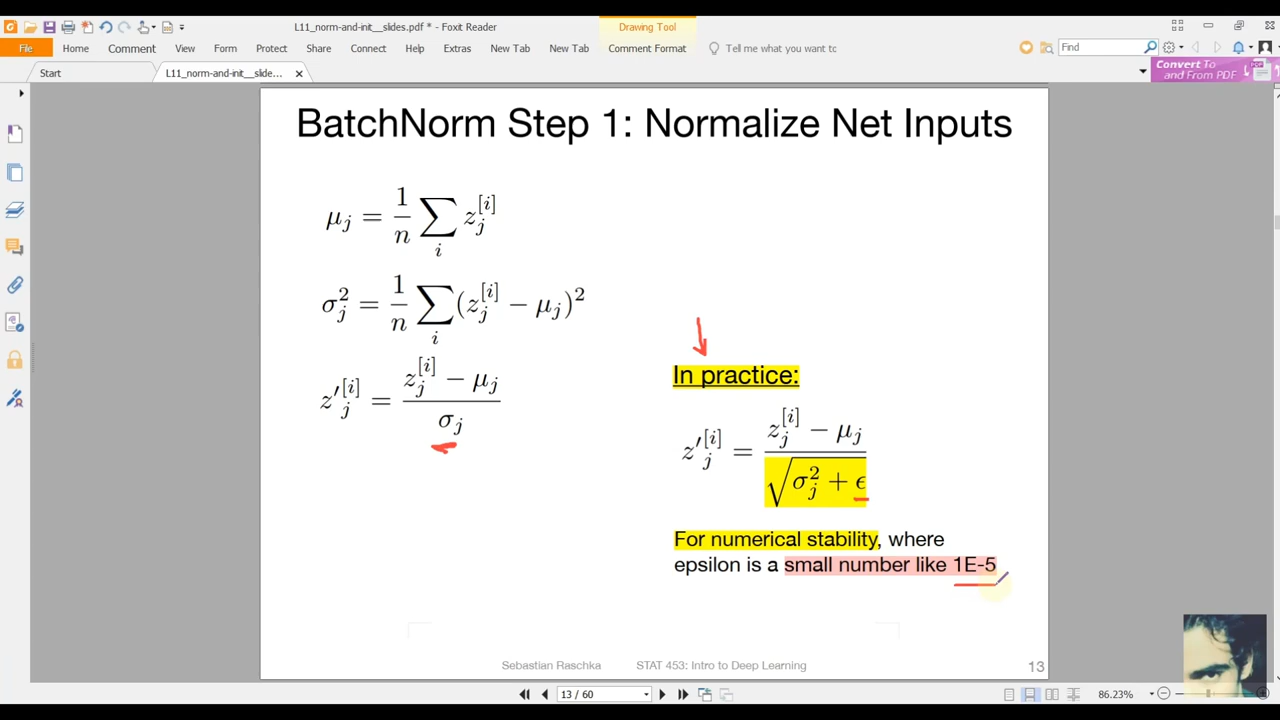 L11_norm-and-init__slides.pdf * - Foxit Reader
Drawing Tool
File Home Comment View Form Protect Share Connect Help Extras New Tab New Tab Comment Format Tell me what you want to Find
Start L11_norm-and-init__slide...
Convert To
and From PDF
BatchNorm Step 1: Normalize Net Inputs
μ_j = 1/n ∑_i z_j^[i]
σ_j^2 = 1/n ∑_i (z_j^[i] − μ_j)^2
z'_j^[i] = (z_j^[i] − μ_j) / σ_j
In practice:
z'_j^[i] = (z_j^[i] − μ_j) / √(σ_j^2 + ϵ)
For numerical stability, where
epsilon is a small number like 1E-5
Sebastian Raschka STAT 453: Intro to Deep Learning 13
13 / 60
86.23%